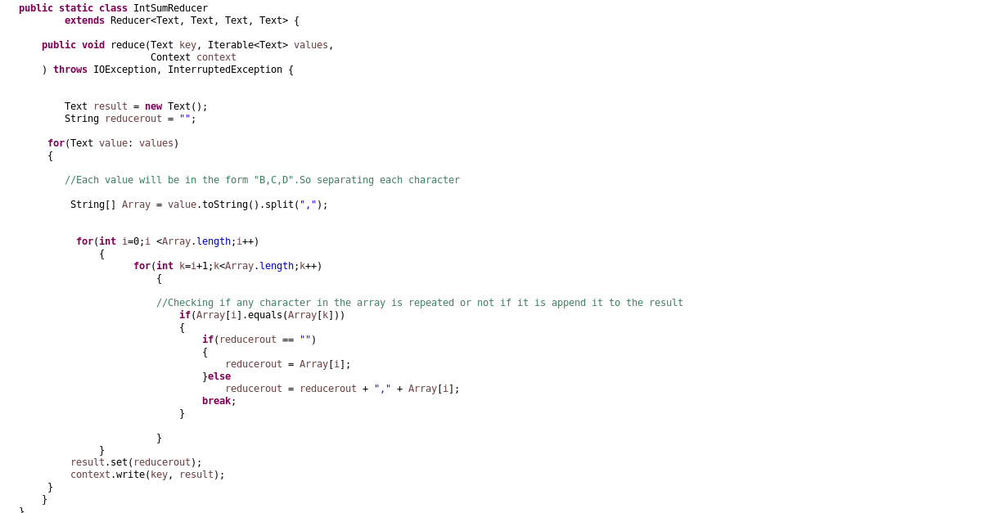 public static class IntSumReducer
extends Reducer<Text, Text, Text, Text> {
public void reduce(Text key, Iterable<Text> values,
Context context
) throws IOException, InterruptedException {
Text result = new Text();
String reducerout = "";
for(Text value: values)
{
//Each value will be in the form "B,C,D".So separating each character
String[] Array = value.toString().split(",");
for(int i=0;i <Array.length;i++)
{
for(int k=i+1;k<Array.length;k++)
{
//Checking if any character in the array is repeated or not if it is append it to the result
if(Array[i].equals(Array[k]))
{
if(reducerout == "")
{
reducerout = Array[i];
}else
reducerout = reducerout + "," + Array[i];
break;
}
}
}
result.set(reducerout);
context.write(key, result);
}
}
}